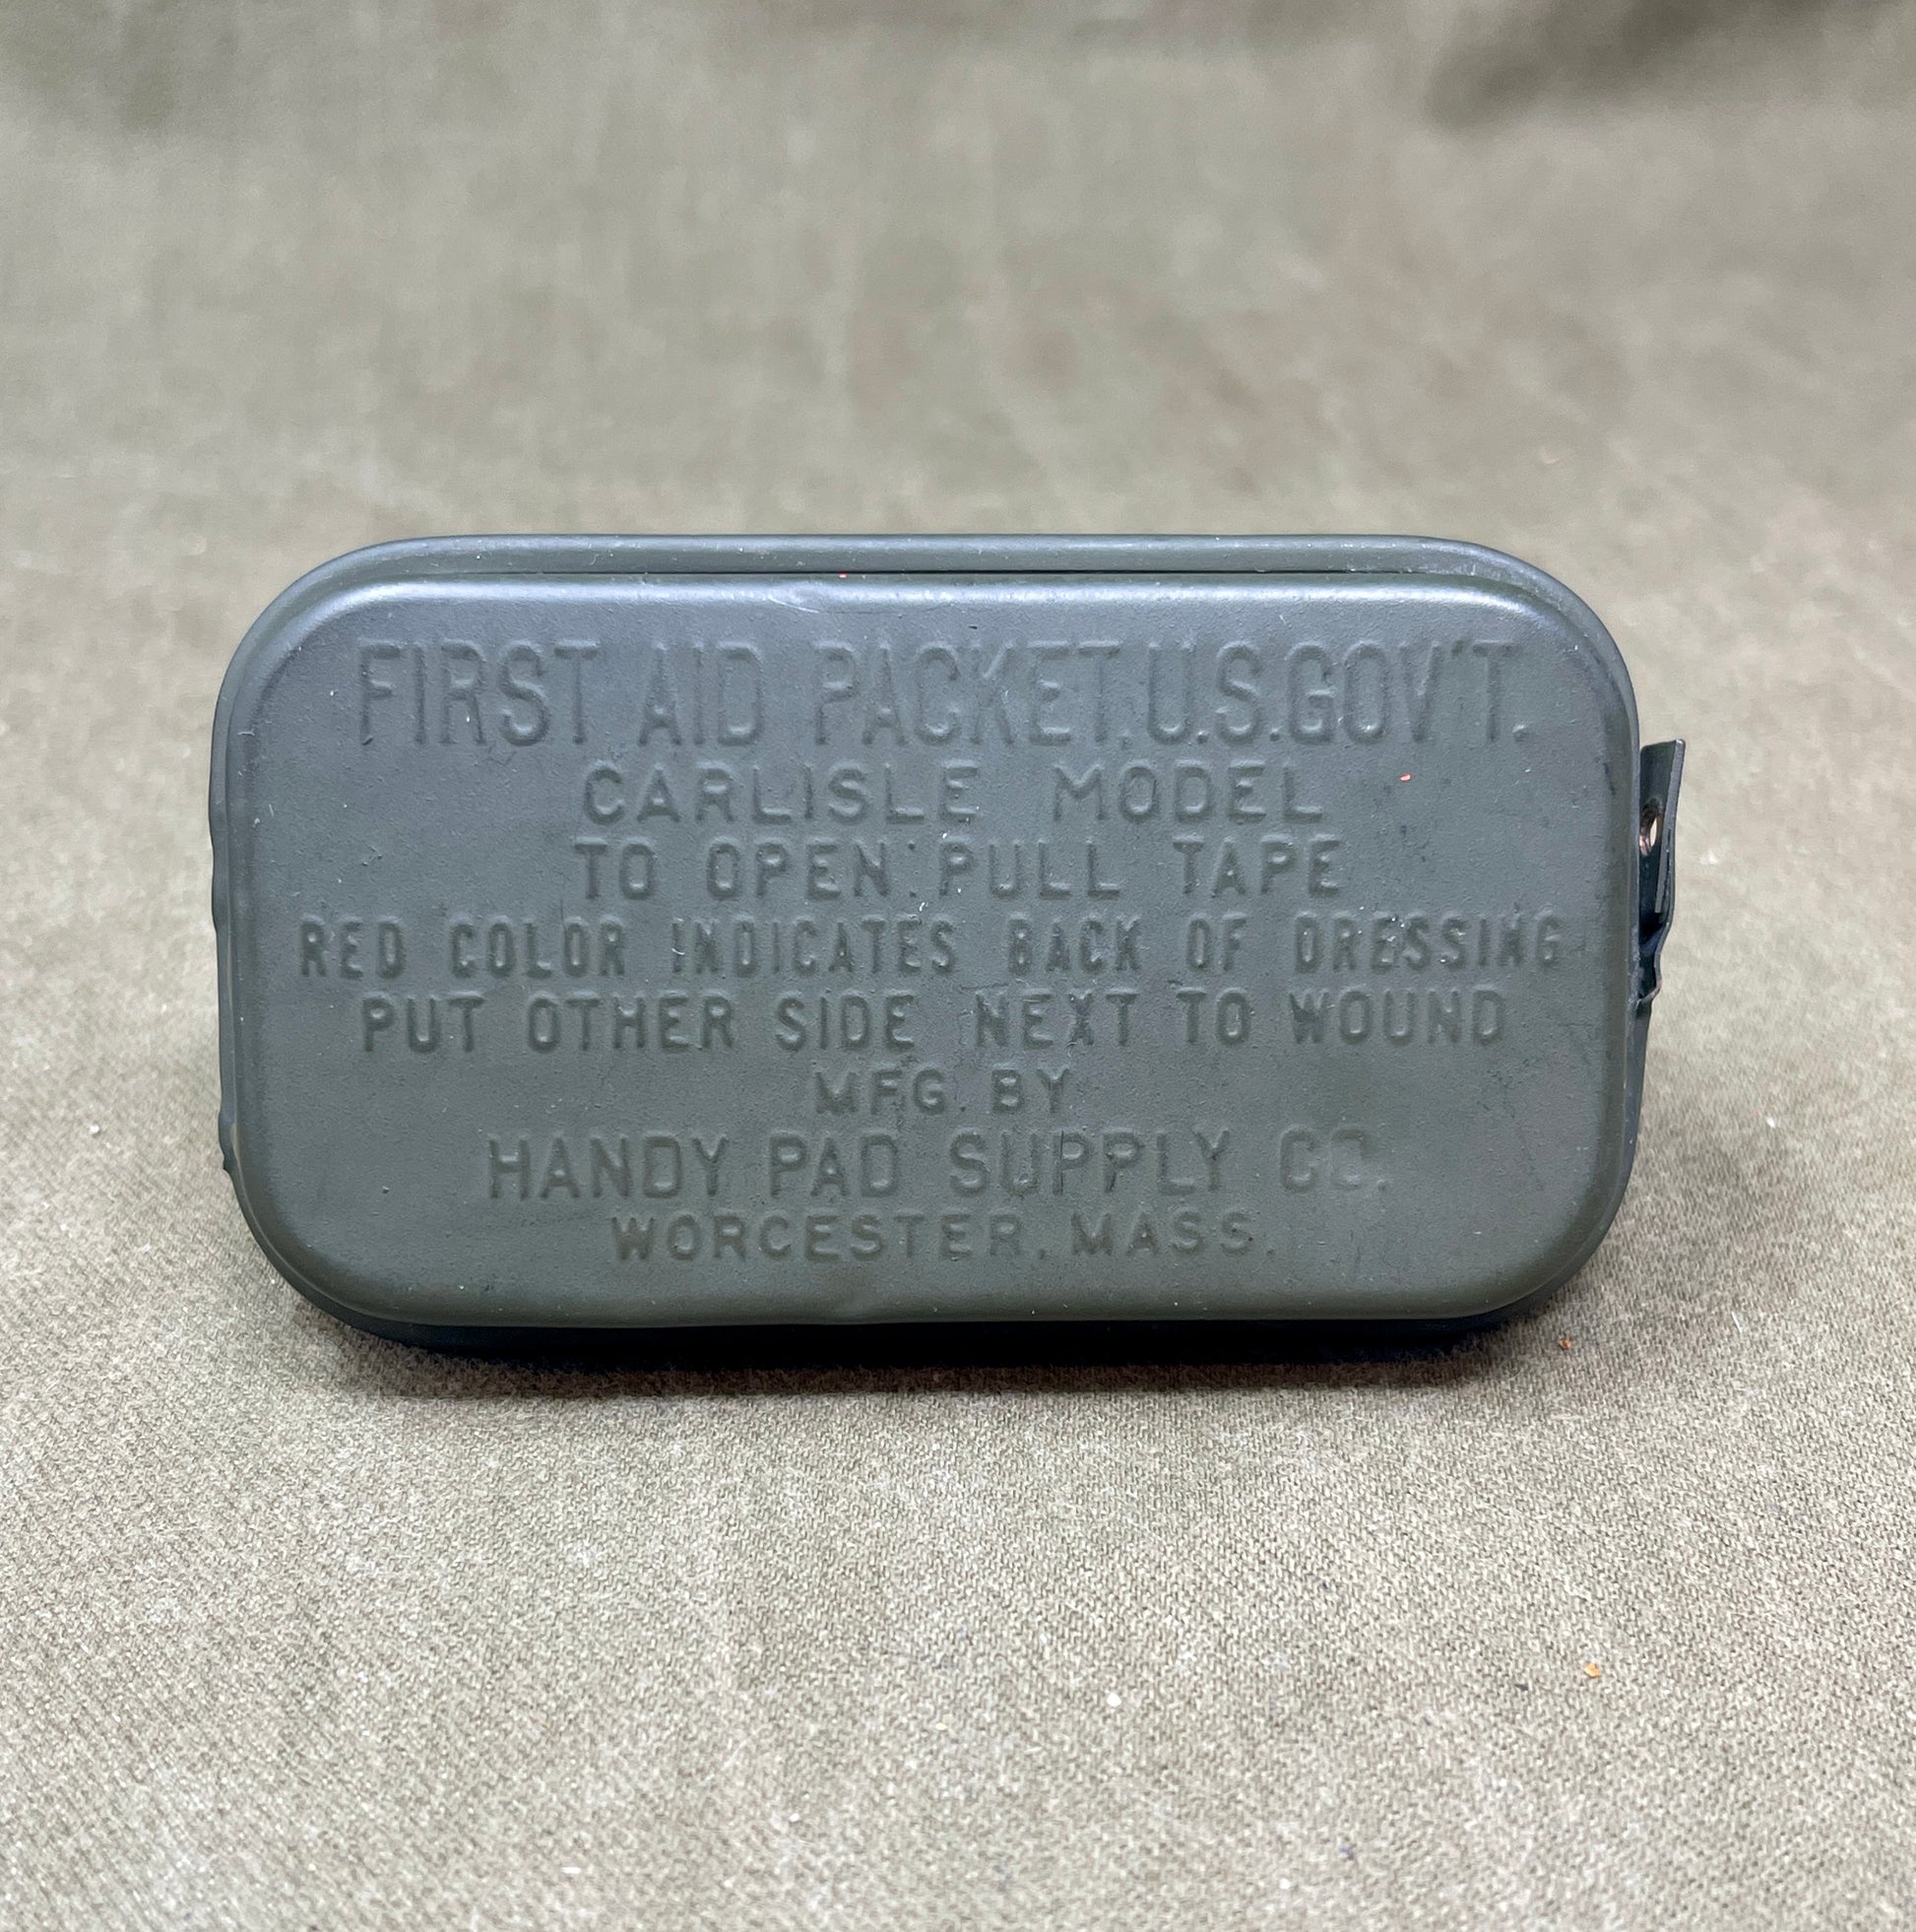 FIRST AID PACKET, U.S. GOV'T.
CARLISLE MODEL
TO OPEN: PULL TAPE
RED COLOR INDICATES BACK OF DRESSING
PUT OTHER SIDE NEXT TO WOUND
MFG. BY
HANDY PAD SUPPLY CO.
WORCESTER, MASS.